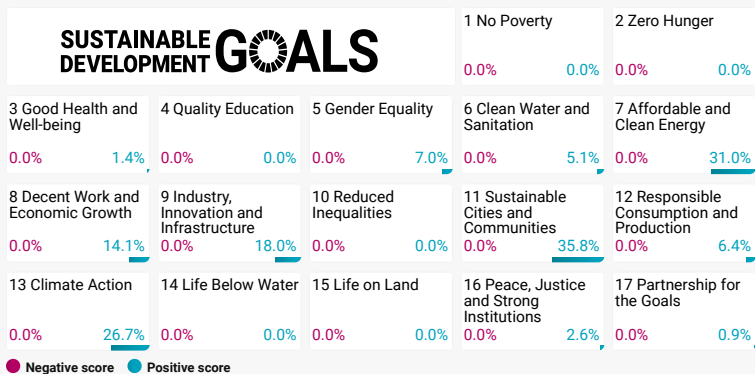 SUSTAINABLE
DEVELOPMENT
GOALS
1 No Poverty
0.0% 0.0%
2 Zero Hunger
0.0% 0.0%
3 Good Health and
Well-being
0.0% 1.4%
4 Quality Education
0.0% 0.0%
5 Gender Equality
0.0% 7.0%
6 Clean Water and
Sanitation
0.0% 5.1%
7 Affordable and
Clean Energy
0.0% 31.0%
8 Decent Work and
Economic Growth
0.0% 14.1%
9 Industry,
Innovation and
Infrastructure
0.0% 18.0%
10 Reduced
Inequalities
0.0% 0.0%
11 Sustainable
Cities and
Communities
0.0% 35.8%
12 Responsible
Consumption and
Production
0.0% 6.4%
13 Climate Action
0.0% 26.7%
14 Life Below Water
0.0% 0.0%
15 Life on Land
0.0% 0.0%
16 Peace, Justice
and Strong
Institutions
0.0% 2.6%
17 Partnership for
the Goals
0.0% 0.9%
Negative score Positive score